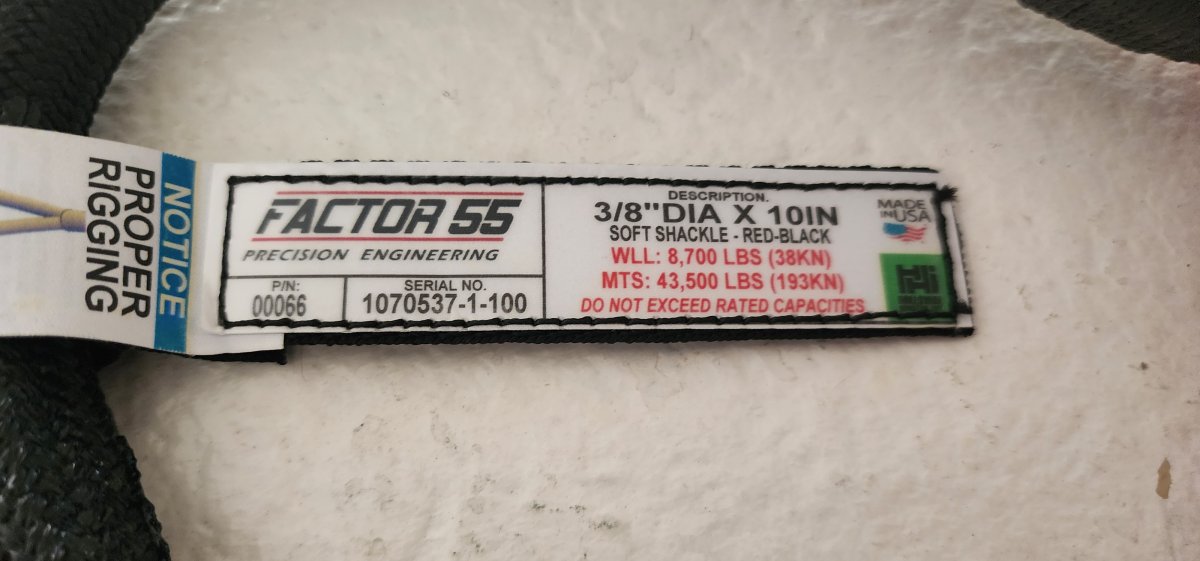 NOTICE
PROPER
RIGGING
FACTOR 55
PRECISION ENGINEERING
P/N:
00066
SERIAL NO.
1070537-1-100
DESCRIPTION.
3/8"DIA X 10IN
SOFT SHACKLE - RED-BLACK
WLL: 8,700 LBS (38KN)
MTS: 43,500 LBS (193KN)
DO NOT EXCEED RATED CAPACITIES
MADE
IN USA